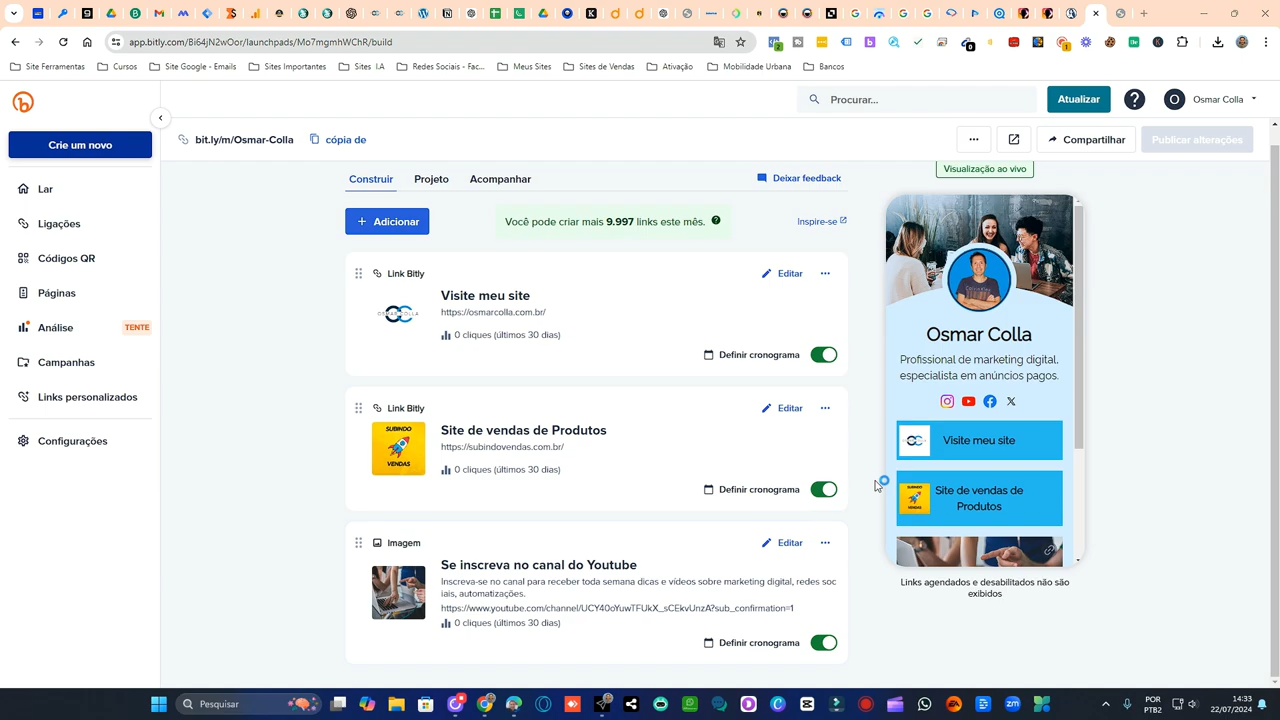 app.bitly.com/Bi64jN2wOor/launchpads/Mo7mgmhWChR/build
Site Ferramentas
Cursos
Site Google - Emails
Sites Importantes
Sites I.A
Redes Sociais - Fac...
Meus Sites
Sites de Vendas
Ativação
Mobilidade Urbana
Bancos
Procurar...
Atualizar
?
O
Osmar Colla
Crie um novo
bit.ly/m/Osmar-Colla
cópia de
...
Compartilhar
Publicar alterações
Lar
Ligações
Códigos QR
Páginas
Análise
TENTE
Campanhas
Links personalizados
Configurações
Construir
Projeto
Acompanhar
Deixar feedback
+ Adicionar
Você pode criar mais 9.997 links este mês.
Inspire-se
Link Bitly
Editar
...
OSMAR COLLA
Visite meu site
https://osmarcolla.com.br/
0 cliques (últimos 30 dias)
Definir cronograma
Link Bitly
Editar
...
SUBINDO
VENDAS
Site de vendas de Produtos
https://subindovendas.com.br/
0 cliques (últimos 30 dias)
Definir cronograma
Imagem
Editar
...
Se inscreva no canal do Youtube
Inscreva-se no canal para receber toda semana dicas e vídeos sobre marketing digital, redes soc
iais, automatizações.
https://www.youtube.com/channel/UCY40oYuwTFUkX_sCEkvUnzA?sub_confirmation=1
0 cliques (últimos 30 dias)
Definir cronograma
Visualização ao vivo
Osmar Colla
Profissional de marketing digital,
especialista em anúncios pagos.
Visite meu site
SUBINDO
VENDAS
Site de vendas de
Produtos
Links agendados e desabilitados não são
exibidos
Pesquisar
POR
PTB2
14:33
22/07/2024